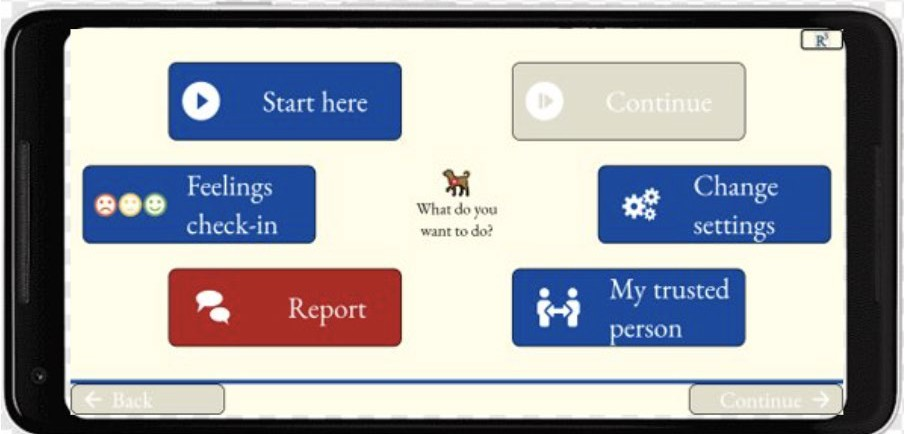 R³
Start here
Continue
Feelings
check-in
What do you
want to do?
Change
settings
Report
My trusted
person
← Back
Continue →